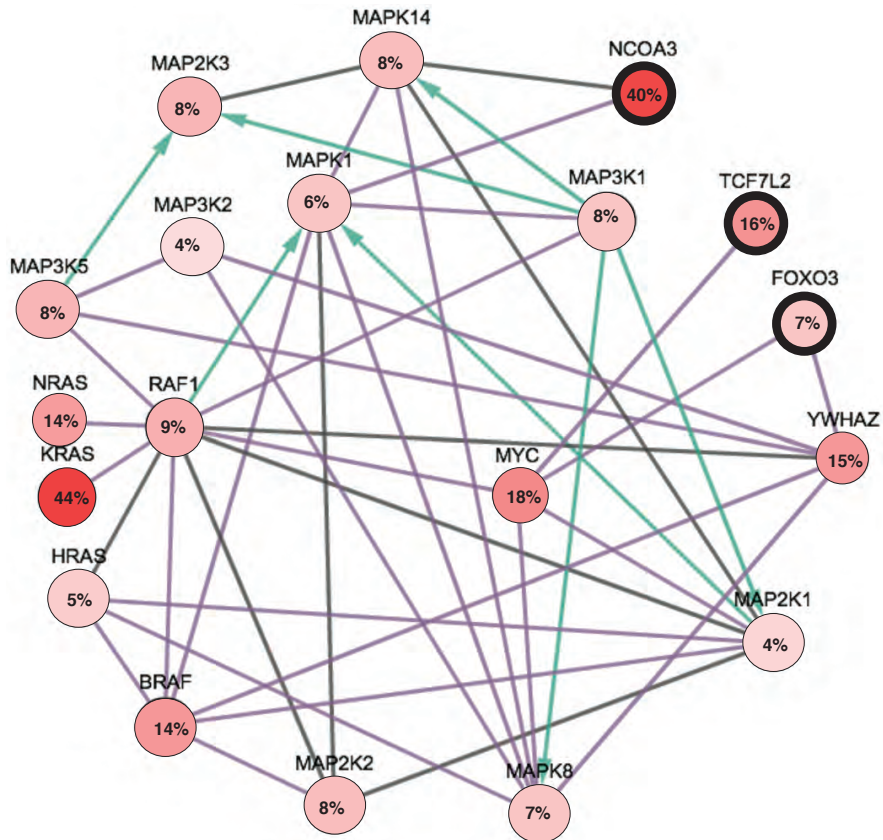 MAPK14
8%
NCOA3
40%
MAP2K3
8%
MAPK1
6%
MAP3K1
8%
TCF7L2
16%
MAP3K2
4%
MAP3K5
8%
FOXO3
7%
NRAS
14%
RAF1
9%
YWHAZ
15%
KRAS
44%
MYC
18%
HRAS
5%
MAP2K1
4%
BRAF
14%
MAP2K2
8%
MAPK8
7%